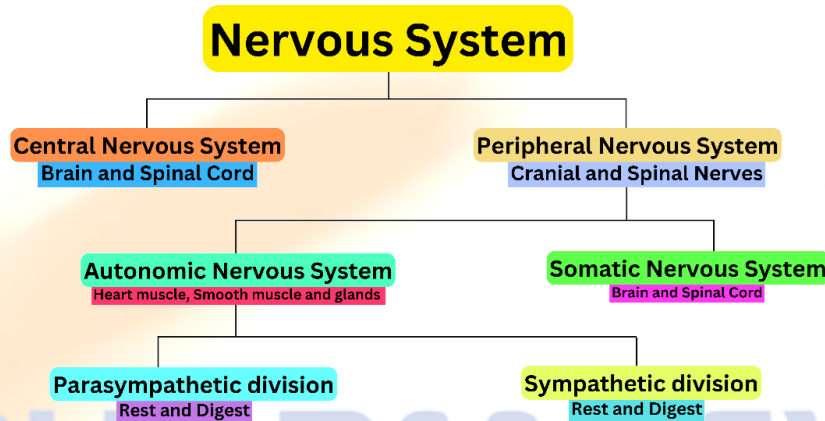 Nervous System
Central Nervous System
Brain and Spinal Cord
Peripheral Nervous System
Cranial and Spinal Nerves
Autonomic Nervous System
Heart muscle, Smooth muscle and glands
Somatic Nervous System
Brain and Spinal Cord
Parasympathetic division
Rest and Digest
Sympathetic division
Rest and Digest